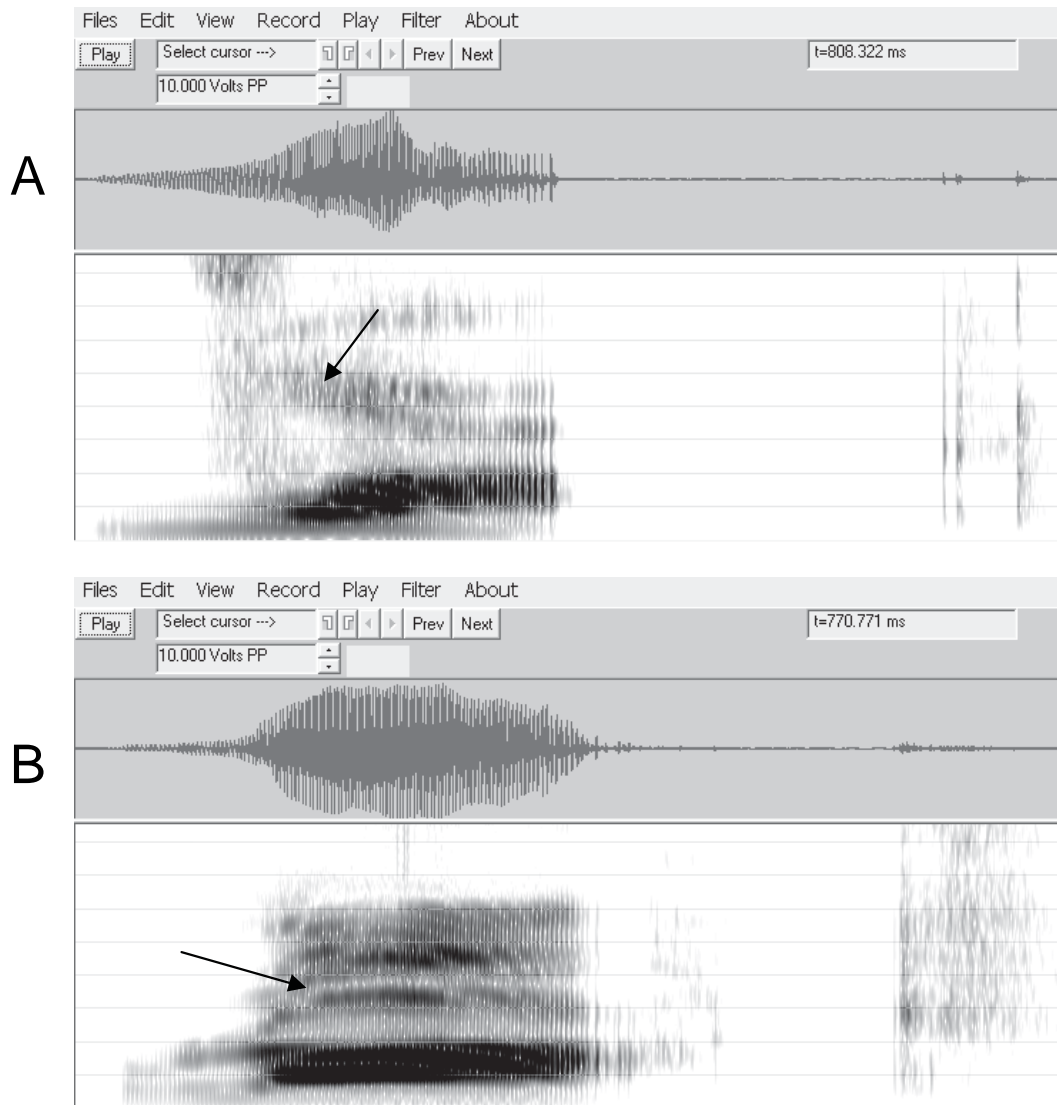 Files Edit View Record Play Filter About
Play Select cursor ---> Prev Next t=808.322 ms
10.000 Volts PP
A
Files Edit View Record Play Filter About
Play Select cursor ---> Prev Next t=770.771 ms
10.000 Volts PP
B